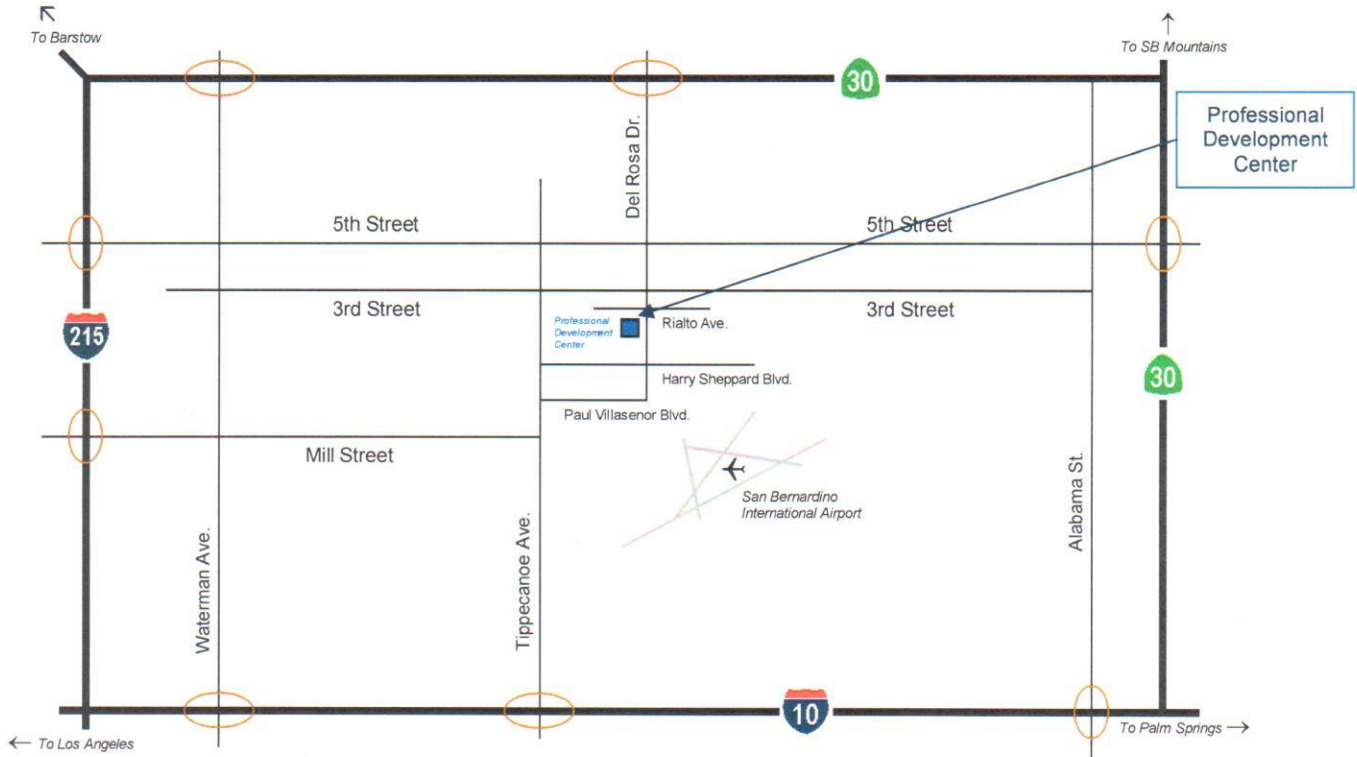 To Barstow
To SB Mountains
30
Professional
Development
Center
Del Rosa Dr.
5th Street
5th Street
3rd Street
3rd Street
215
Professional
Development
Center
Rialto Ave.
30
Harry Sheppard Blvd.
Paul Villasenor Blvd.
Mill Street
San Bernardino
International Airport
Waterman Ave.
Tippecanoe Ave.
Alabama St.
10
To Los Angeles
To Palm Springs